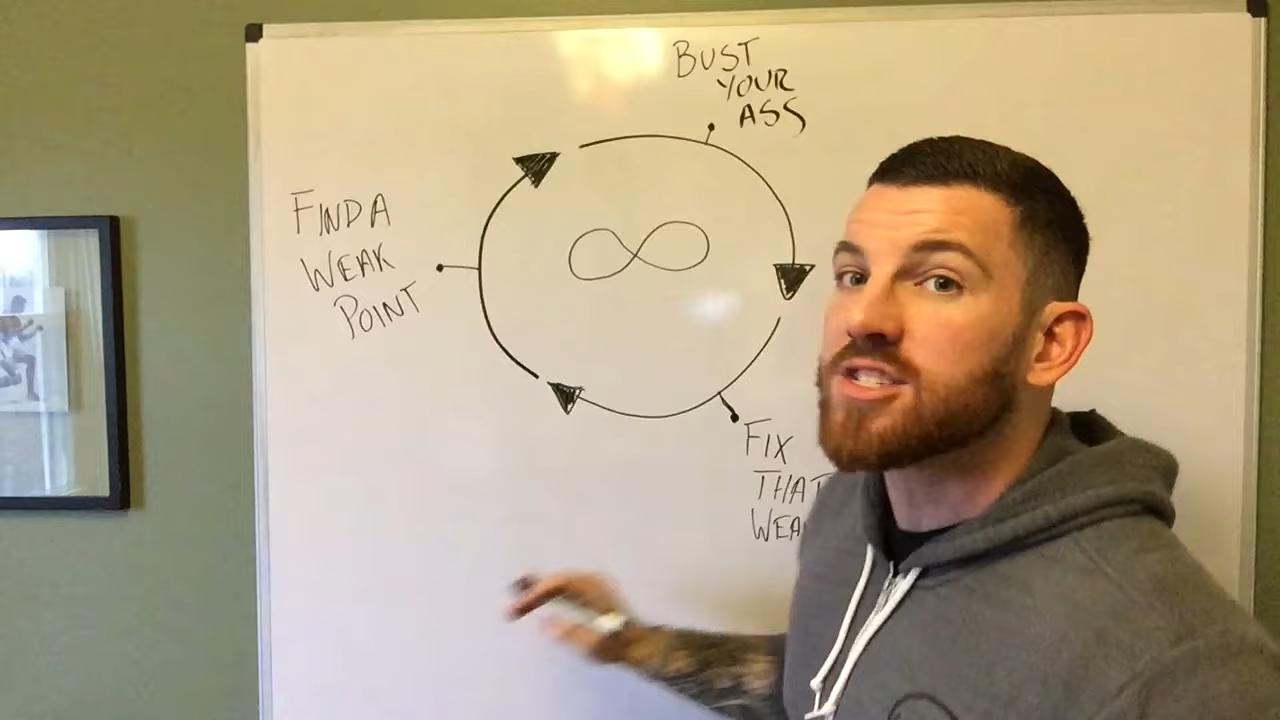 BUST
YOUR
ASS
FIND A
WEAK
POINT
FIX
THAT